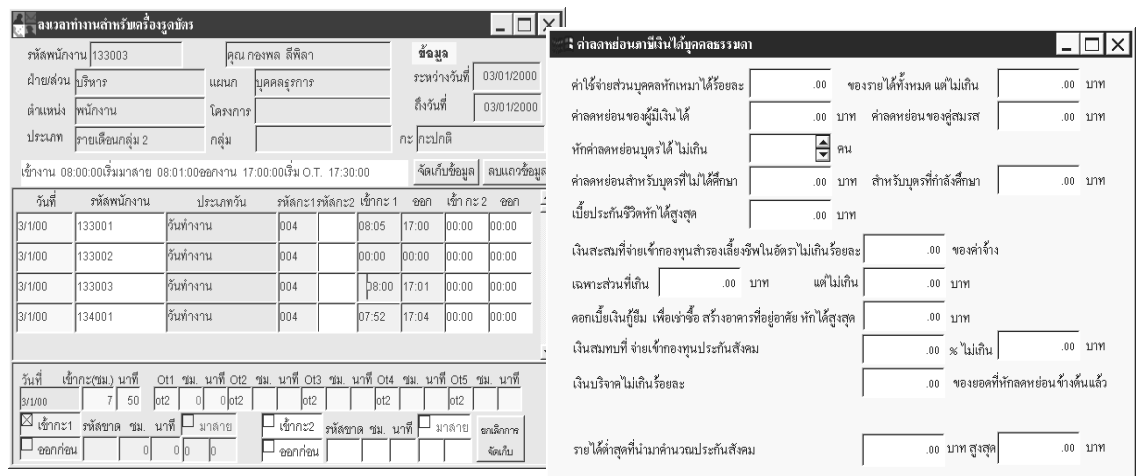 ลงเวลาทำงานสำหรับเครื่องรูดบัตร
รหัสพนักงาน 133003 คุณ กองพล ลีพิลา ข้อมูล
ฝ่าย/ส่วน บริหาร แผนก บุคคลธุรการ ระหว่างวันที่ 03/01/2000
ตำแหน่ง พนักงาน โครงการ ถึงวันที่ 03/01/2000
ประเภท รายเดือนกลุ่ม 2 กลุ่ม กะ กะปกติ
เข้างาน 08:00:00เริ่มมาสาย 08:01:00ออกงาน 17:00:00เริ่ม O.T. 17:30:00 จัดเก็บข้อมูล ลบแถวข้อมูล
วันที่ รหัสพนักงาน ประเภทวัน รหัสกะ1 รหัสกะ2 เข้ากะ 1 ออก เข้า กะ 2 ออก
3/1/00 133001 วันทำงาน 004 08:05 17:00 00:00 00:00
3/1/00 133002 วันทำงาน 004 00:00 00:00 00:00 00:00
3/1/00 133003 วันทำงาน 004 08:00 17:01 00:00 00:00
3/1/00 134001 วันทำงาน 004 07:52 17:04 00:00 00:00
วันที่ เข้ากะ(ชม.) นาที Ot1 ชม. นาที Ot2 ชม. นาที Ot3 ชม. นาที Ot4 ชม. นาที Ot5 ชม. นาที
3/1/00 7 50 ot2 0 0 ot2 ot2 ot2 ot2
เข้ากะ1 รหัสขาด ชม. นาที มาสาย เข้ากะ2 รหัสขาด ชม. นาที มาสาย ยกเลิกการ
ออกก่อน 0 0 0 0 ออกก่อน จัดเก็บ
ค่าลดหย่อนภาษีเงินได้บุคคลธรรมดา
ค่าใช้จ่ายส่วนบุคคลหักเหมาได้ร้อยละ .00 ของรายได้ทั้งหมด แต่ไม่เกิน .00 บาท
ค่าลดหย่อนของผู้มีเงินได้ .00 บาท ค่าลดหย่อนของคู่สมรส .00 บาท
หักค่าลดหย่อนบุตรได้ ไม่เกิน คน
ค่าลดหย่อนสำหรับบุตรที่ไม่ได้ศึกษา .00 บาท สำหรับบุตรที่กำลังศึกษา .00 บาท
เบี้ยประกันชีวิตหักได้สูงสุด .00 บาท
เงินสะสมที่จ่ายเข้ากองทุนสำรองเลี้ยงชีพในอัตราไม่เกินร้อยละ .00 ของค่าจ้าง
เฉพาะส่วนที่เกิน .00 บาท แต่ไม่เกิน .00 บาท
ดอกเบี้ยเงินกู้ยืม เพื่อเช่าซื้อ สร้างอาคารที่อยู่อาศัย หักได้สูงสุด .00 บาท
เงินสมทบที่ จ่ายเข้ากองทุนประกันสังคม .00 % ไม่เกิน .00 บาท
เงินบริจาคไม่เกินร้อยละ .00 ของยอดที่หักลดหย่อนข้างต้นแล้ว
รายได้ต่ำสุดที่นำมาคำนวณประกันสังคม .00 บาท สูงสุด .00 บาท